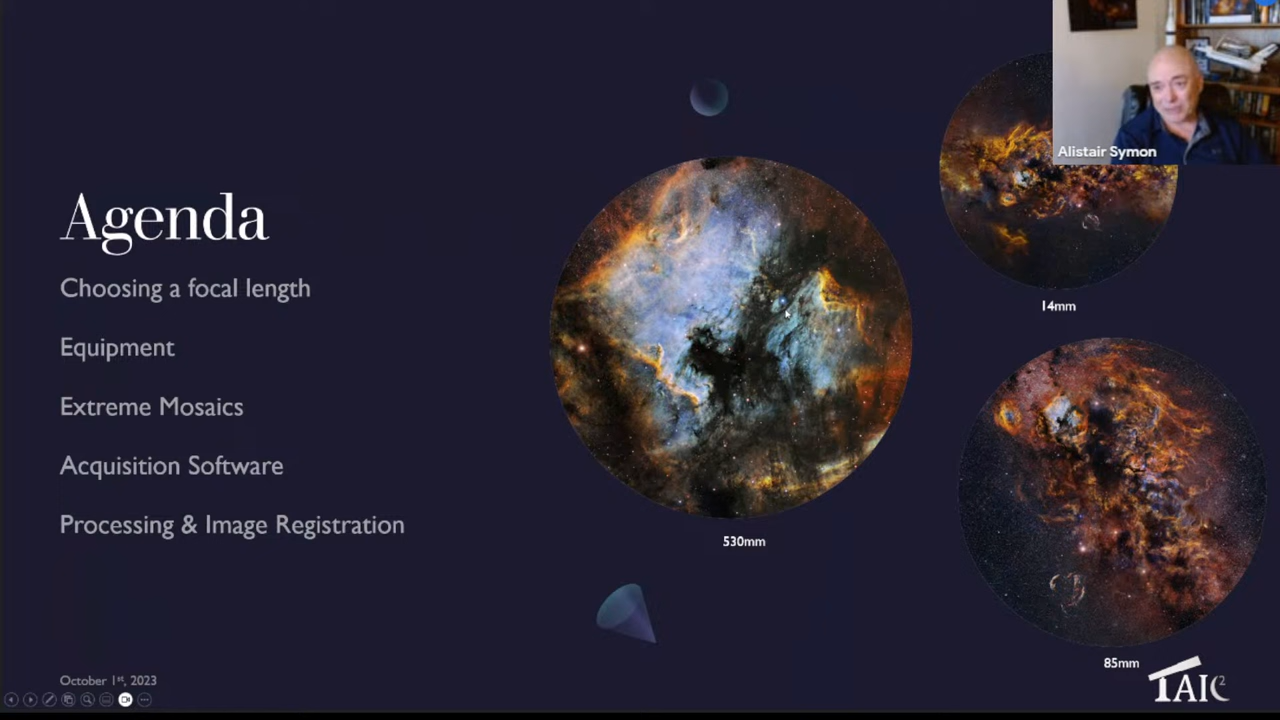 Alistair Symon
Agenda
Choosing a focal length
Equipment
Extreme Mosaics
Acquisition Software
Processing & Image Registration
14mm
530mm
85mm
October 1st, 2023
TAIC2